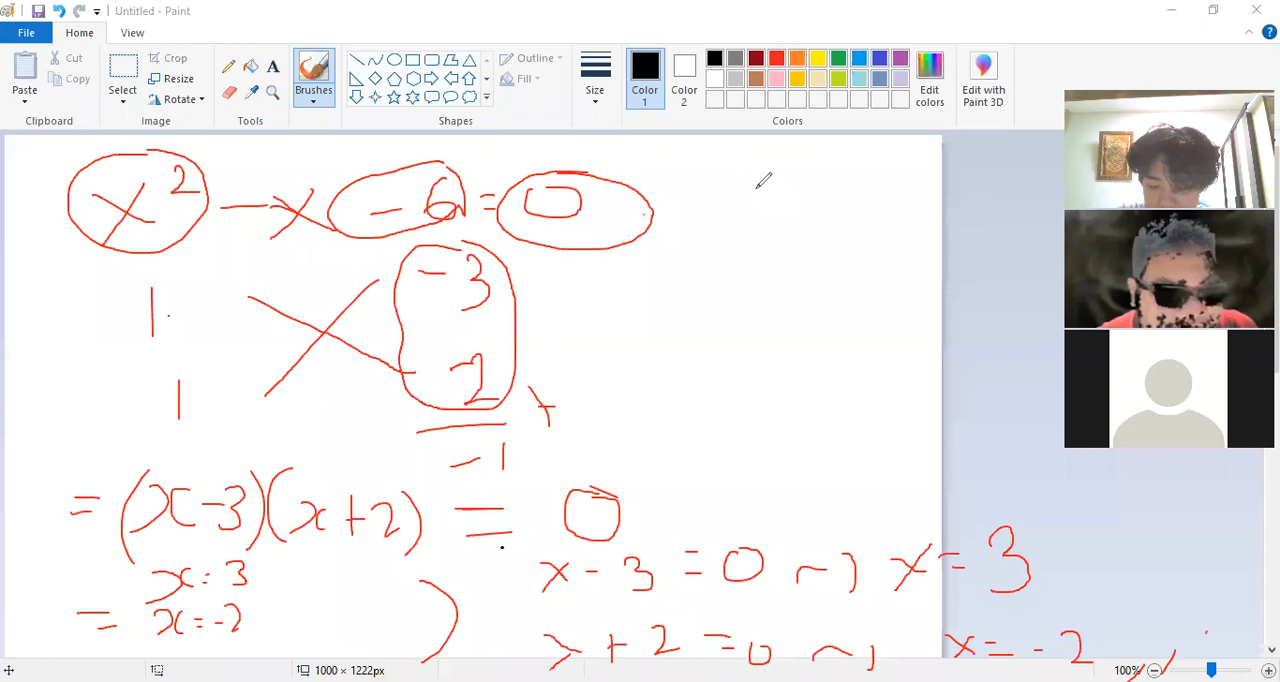 Untitled - Paint
File Home View
Paste Cut Copy Clipboard
Select Crop Resize Rotate Image
Tools
Brushes
Shapes Outline Fill
Size
Color 1 Color 2 Edit colors Colors
Edit with Paint 3D
x² - x - 6 = 0
1 -3
1 2 +
-1
= (x-3)(x+2) = 0
x - 3 = 0 ~ x = 3
x = 3
= x = -2
x + 2 = 0 ~ x = -2
1000 × 1222px 100%